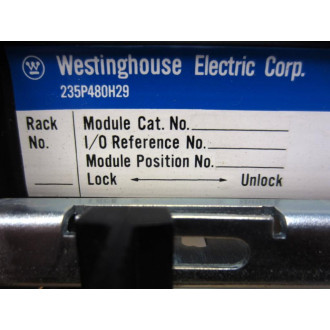 W Westinghouse Electric Corp.
235P480H29
Rack No.
Module Cat. No.
I/O Reference No.
Module Position No.
Lock Unlock